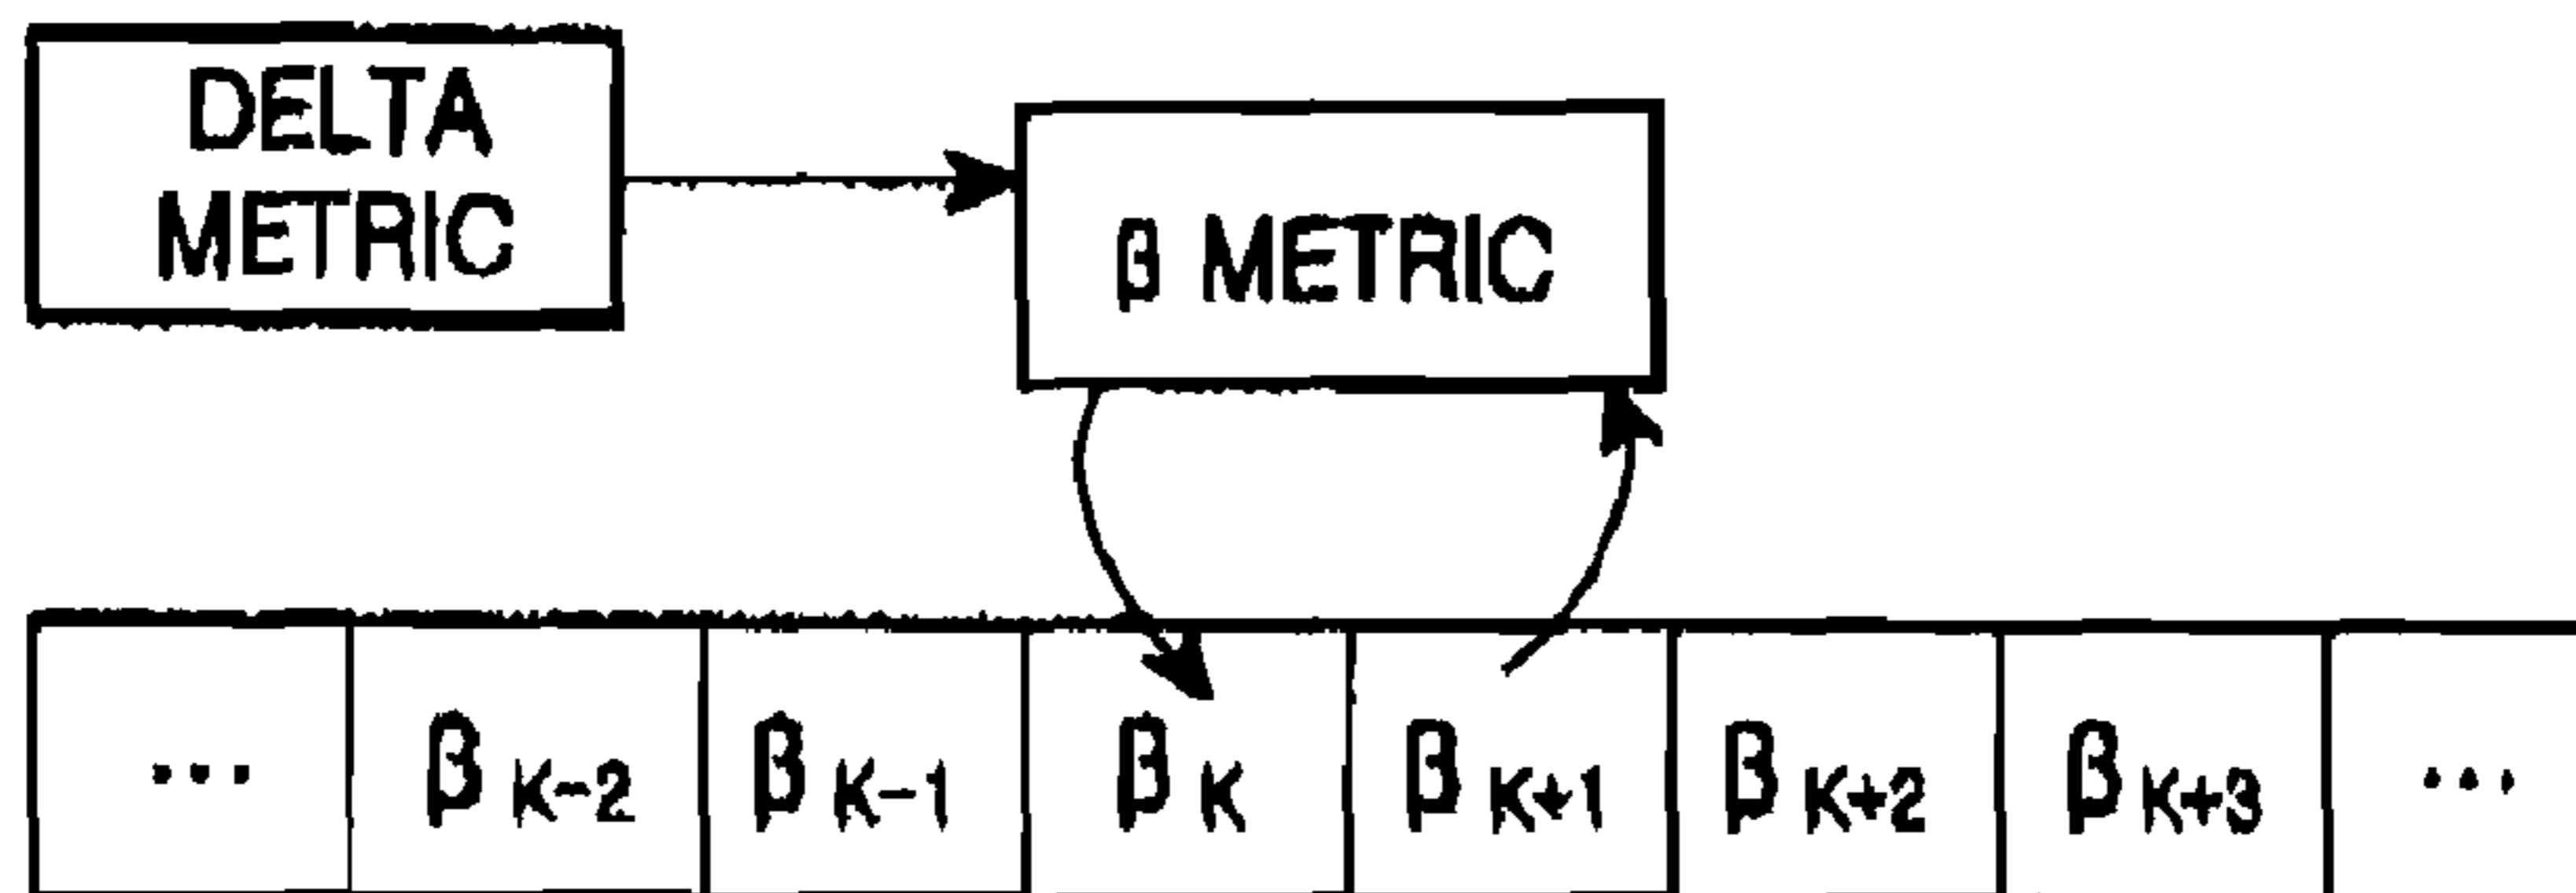 DELTA
METRIC
β METRIC
... β K-2 β K-1 β K β K+1 β K+2 β K+3 ...